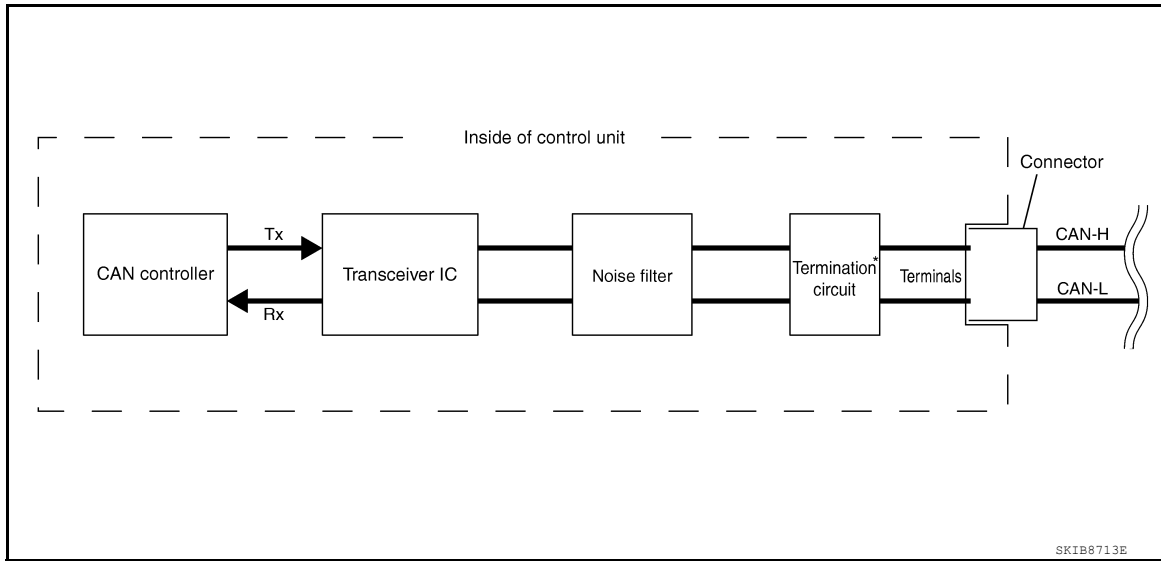 Inside of control unit
Connector
CAN controller
Tx
Rx
Transceiver IC
Noise filter
Termination*
circuit
Terminals
CAN-H
CAN-L
SKIB8713E